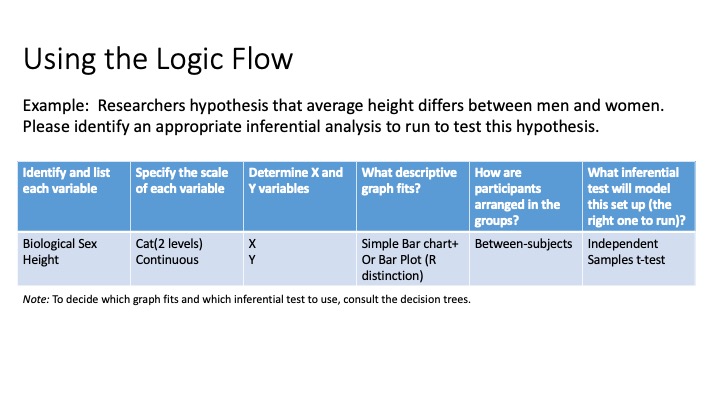 Using the Logic Flow
Example:  Researchers hypothesis that average height differs between men and women.
Please identify an appropriate inferential analysis to run to test this hypothesis.
Identify and list
each variable
Specify the scale
of each variable
Determine X and
Y variables
What descriptive
graph fits?
How are
participants
arranged in the
groups?
What inferential
test will model
this set up (the
right one to run)?
Biological Sex
Height
Cat(2 levels)
Continuous
X
Y
Simple Bar chart+
Or Bar Plot (R
distinction)
Between-subjects
Independent
Samples t-test
Note: To decide which graph fits and which inferential test to use, consult the decision trees.